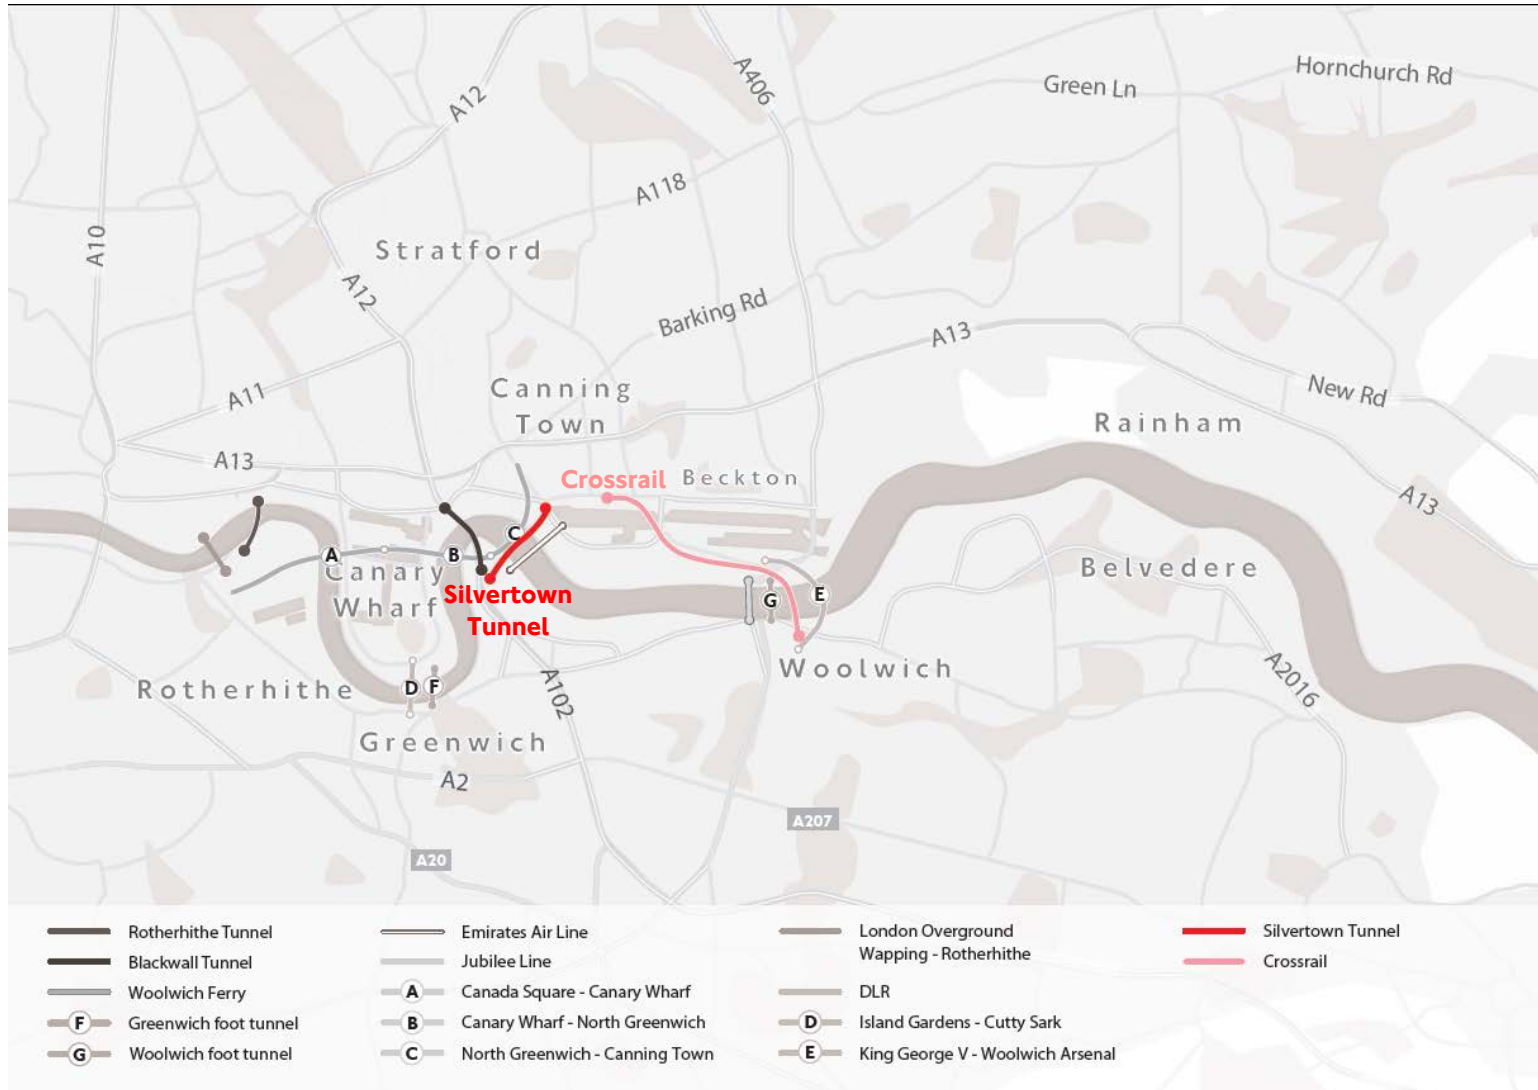 A12
A406
Green Ln
Hornchurch Rd
A118
A10
Stratford
A12
Barking Rd
A13
A11
Canning
Town
New Rd
Rainham
A13
Crossrail
Beckton
A13
C
A
B
Canary
Wharf
Silvertown
Tunnel
G
E
Belvedere
Woolwich
Rotherhithe
D
F
A102
A2016
Greenwich
A2
A207
A20
Rotherhithe Tunnel
Blackwall Tunnel
Woolwich Ferry
F Greenwich foot tunnel
G Woolwich foot tunnel
Emirates Air Line
Jubilee Line
A Canada Square - Canary Wharf
B Canary Wharf - North Greenwich
C North Greenwich - Canning Town
London Overground
Wapping - Rotherhithe
DLR
D Island Gardens - Cutty Sark
E King George V - Woolwich Arsenal
Silvertown Tunnel
Crossrail